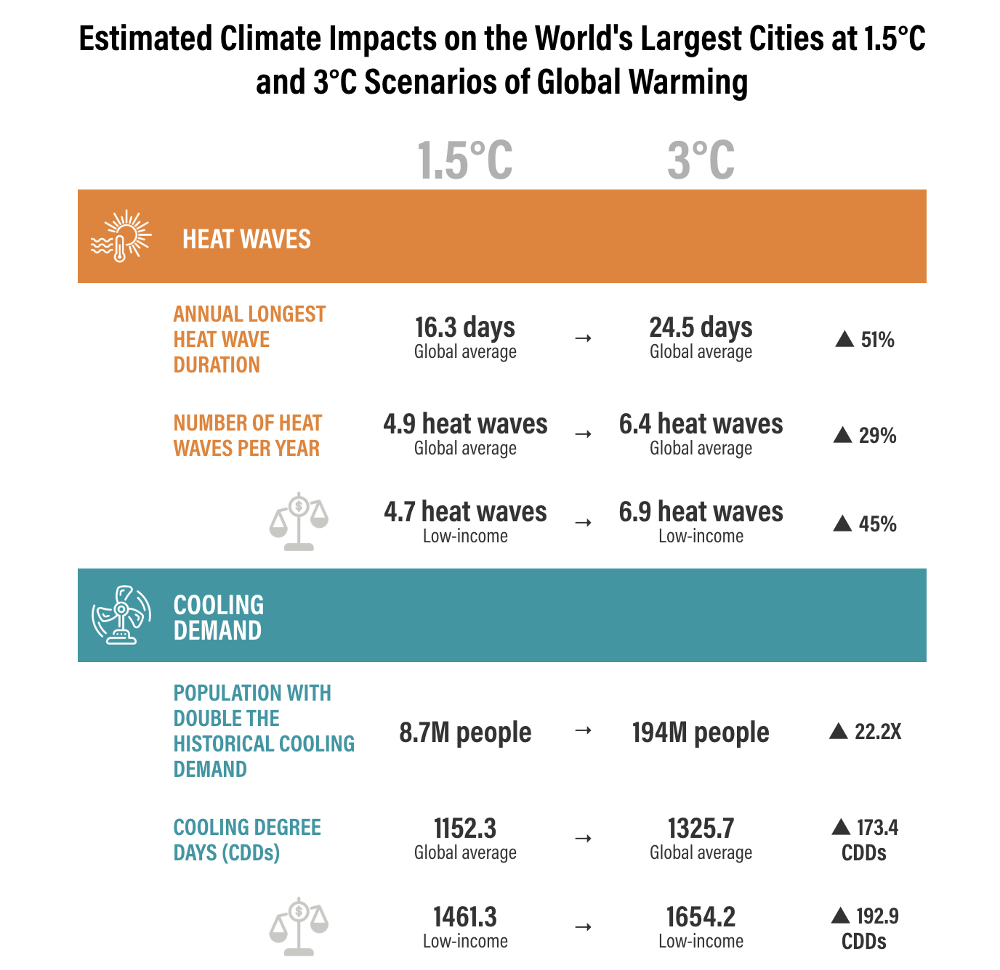 Estimated Climate Impacts on the World's Largest Cities at 1.5°C
and 3°C Scenarios of Global Warming
1.5°C 3°C
HEAT WAVES
ANNUAL LONGEST
HEAT WAVE
DURATION
16.3 days → 24.5 days ▲ 51%
Global average Global average
NUMBER OF HEAT
WAVES PER YEAR
4.9 heat waves → 6.4 heat waves ▲ 29%
Global average Global average
$
4.7 heat waves → 6.9 heat waves ▲ 45%
Low-income Low-income
COOLING
DEMAND
POPULATION WITH
DOUBLE THE
HISTORICAL COOLING
DEMAND
8.7M people → 194M people ▲ 22.2X
COOLING DEGREE
DAYS (CDDs)
1152.3 → 1325.7 ▲ 173.4
Global average Global average CDDs
$
1461.3 → 1654.2 ▲ 192.9
Low-income Low-income CDDs